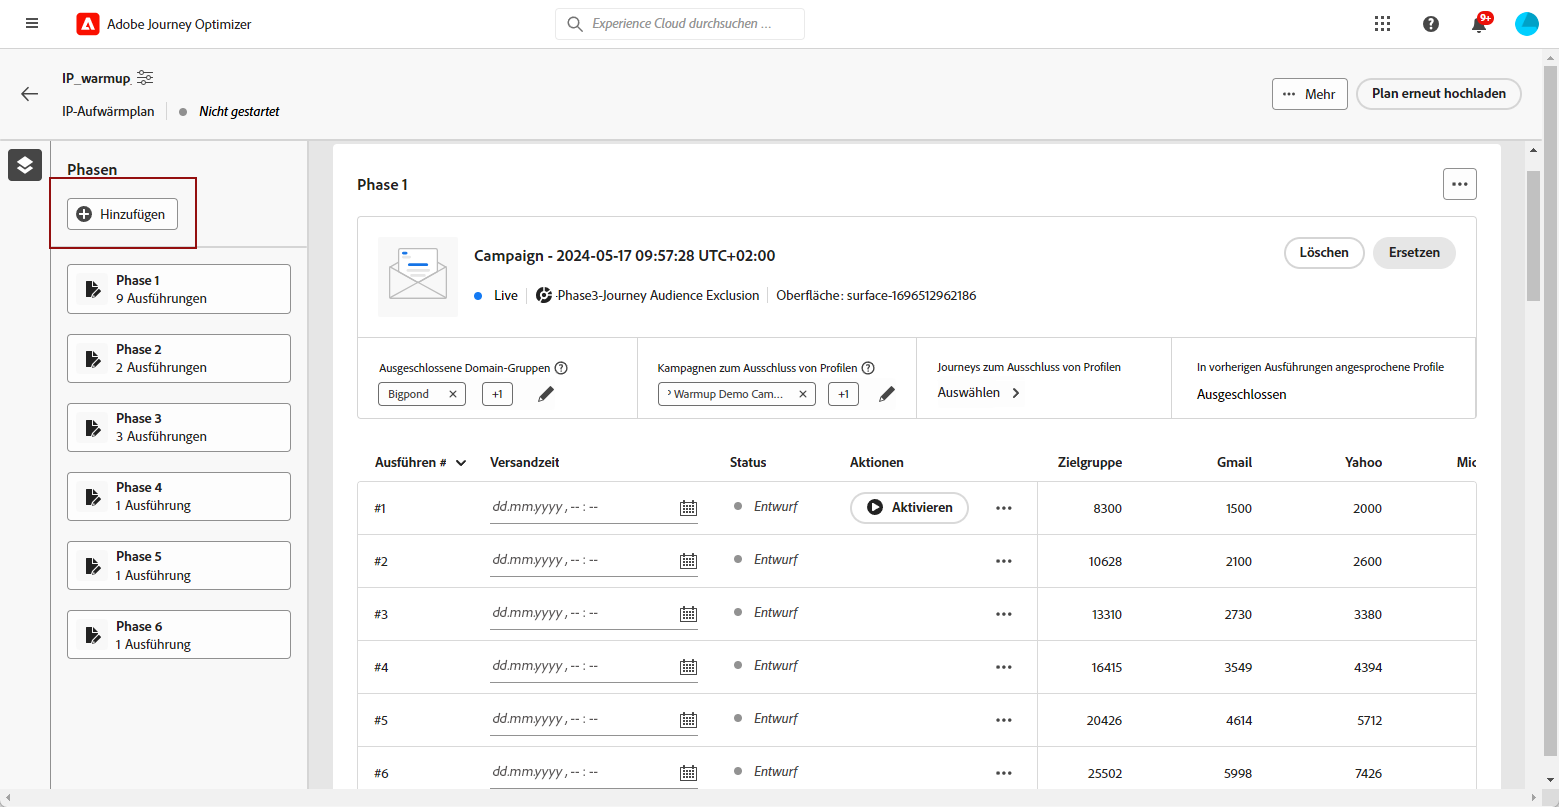 Adobe Journey Optimizer
Experience Cloud durchsuchen ...
9+
IP_warmup
IP-Aufwärmplan
Nicht gestartet
Mehr
Plan erneut hochladen
Phasen
Hinzufügen
Phase 1
9 Ausführungen
Phase 2
2 Ausführungen
Phase 3
3 Ausführungen
Phase 4
1 Ausführung
Phase 5
1 Ausführung
Phase 6
1 Ausführung
Phase 1
Campaign - 2024-05-17 09:57:28 UTC+02:00
Löschen
Ersetzen
Live
Phase3-Journey Audience Exclusion
Oberfläche: surface-1696512962186
Ausgeschlossene Domain-Gruppen
Bigpond
+1
Kampagnen zum Ausschluss von Profilen
Warmup Demo Cam...
+1
Journeys zum Ausschluss von Profilen
Auswählen
In vorherigen Ausführungen angesprochene Profile
Ausgeschlossen
Ausführen # Versandzeit Status Aktionen Zielgruppe Gmail Yahoo Mic
#1 dd.mm.yyyy , -- : -- Entwurf Aktivieren 8300 1500 2000
#2 dd.mm.yyyy , -- : -- Entwurf 10628 2100 2600
#3 dd.mm.yyyy , -- : -- Entwurf 13310 2730 3380
#4 dd.mm.yyyy , -- : -- Entwurf 16415 3549 4394
#5 dd.mm.yyyy , -- : -- Entwurf 20426 4614 5712
#6 dd.mm.yyyy , -- : -- Entwurf 25502 5998 7426